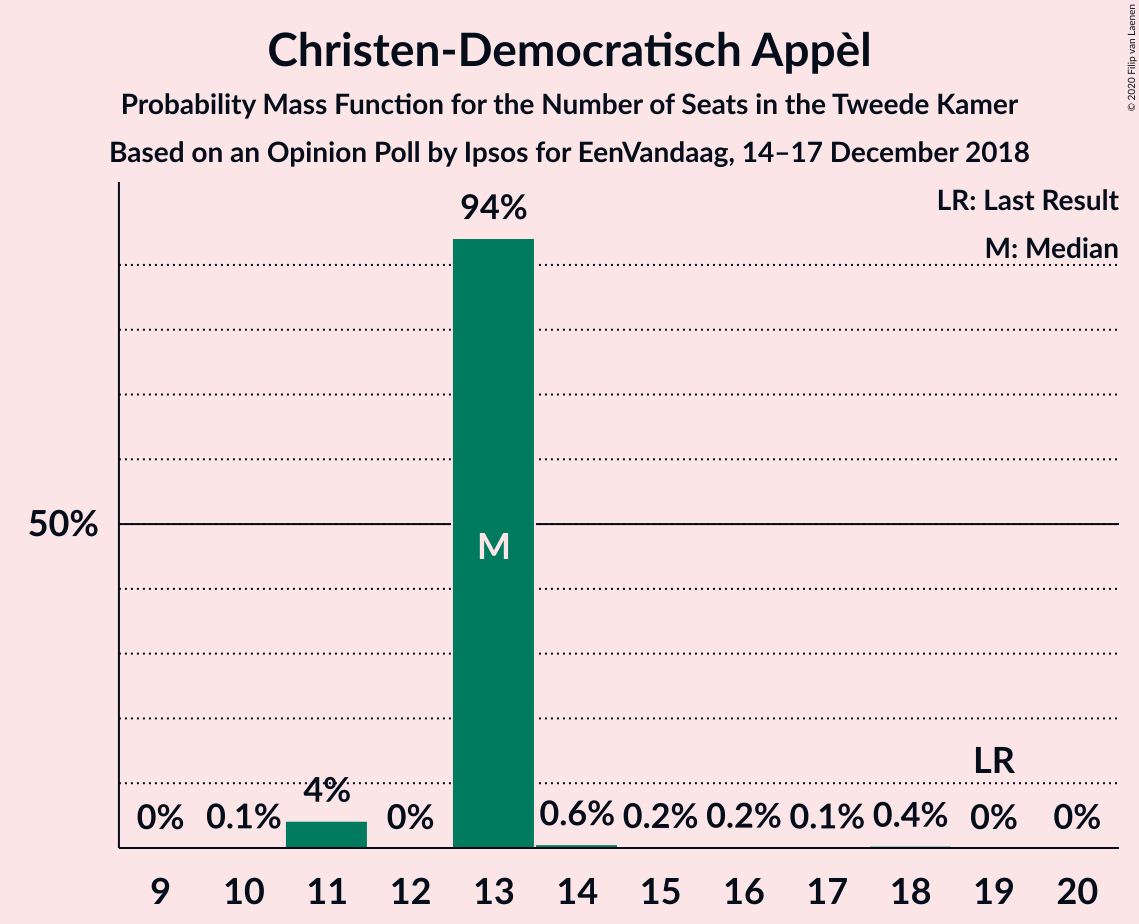 Christen-Democratisch Appèl
Probability Mass Function for the Number of Seats in the Tweede Kamer
Based on an Opinion Poll by Ipsos for EenVandaag, 14–17 December 2018
© 2020 Filip van Laenen
LR: Last Result
M: Median
94%
50%
M
LR
0% 0.1% 4% 0% 0.6% 0.2% 0.2% 0.1% 0.4% 0% 0%
9 10 11 12 13 14 15 16 17 18 19 20